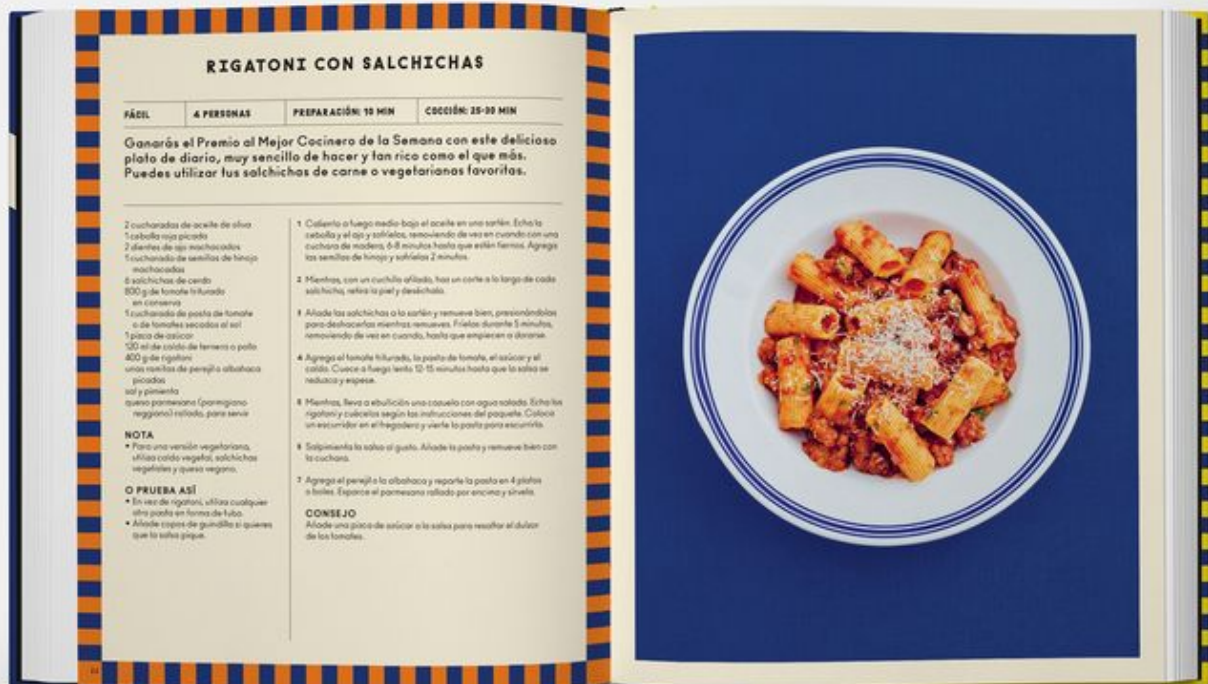 RIGATONI CON SALCHICHAS
FÁCIL
4 PERSONAS
PREPARACIÓN: 10 MIN
COCCIÓN: 25-30 MIN
Ganarás el Premio al Mejor Cocinero de la Semana con este delicioso
plato de diario, muy sencillo de hacer y tan rico como el que más.
Puedes utilizar tus salchichas de carne o vegetarianas favoritas.
2 cucharadas de aceite de oliva
1 cebolla roja picada
2 dientes de ajo machacados
1 cucharada de semillas de hinojo
machacadas
6 salchichas de cerdo
800 g de tomate triturado
en conserva
1 cucharada de pasta de tomate
o de tomates secados al sol
1 pizca de azúcar
120 ml de caldo de ternera o pollo
400 g de rigatoni
unas ramitas de perejil o albahaca
picadas
sal y pimienta
queso parmesano (parmigiano
reggiano) rallado, para servir
NOTA
• Para una versión vegetariana,
utiliza caldo vegetal, salchichas
vegetales y queso vegano.
O PRUEBA ASÍ
• En vez de rigatoni, utiliza cualquier
otra pasta en forma de tubo.
• Añade copos de guindilla si quieres
que la salsa pique.
1 Calienta a fuego medio-bajo el aceite en una sartén. Echa la
cebolla y el ajo y sofríelos, removiendo de vez en cuando con una
cuchara de madera, 6-8 minutos hasta que estén tiernos. Agrega
las semillas de hinojo y sofríelas 2 minutos.
2 Mientras, con un cuchillo afilado, haz un corte a lo largo de cada
salchicha, retira la piel y deséchala.
3 Añade las salchichas a la sartén y remueve bien, presionándolas
para deshacerlas mientras remueves. Fríelas durante 5 minutos,
removiendo de vez en cuando, hasta que empiecen a dorarse.
4 Agrega el tomate triturado, la pasta de tomate, el azúcar y el
caldo. Cuece a fuego lento 12-15 minutos hasta que la salsa se
reduzca y espese.
5 Mientras, lleva a ebullición una cazuela con agua salada. Echa los
rigatoni y cuécelos según las instrucciones del paquete. Coloca
un escurridor en el fregadero y vierte la pasta para escurrirla.
6 Salpimienta la salsa al gusto. Añade la pasta y remueve bien con
la cuchara.
7 Agrega el perejil o la albahaca y reparte la pasta en 4 platos
o boles. Esparce el parmesano rallado por encima y sírvela.
CONSEJO
Añade una pizca de azúcar a la salsa para resaltar el dulzor
de los tomates.